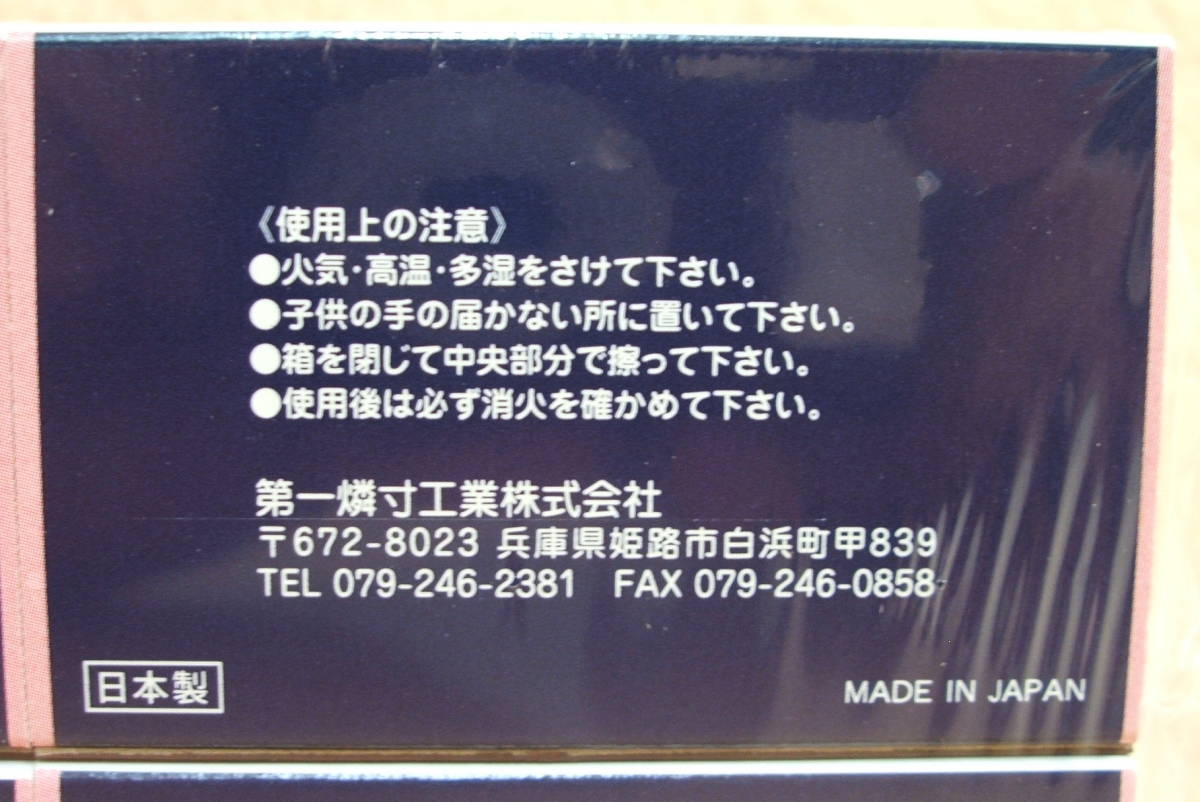 《使用上の注意》
●火気・高温・多湿をさけて下さい。
●子供の手の届かない所に置いて下さい。
●箱を閉じて中央部分で擦って下さい。
●使用後は必ず消火を確かめて下さい。
第一燐寸工業株式会社
〒672-8023 兵庫県姫路市白浜町甲839
TEL 079-246-2381 FAX 079-246-0858
日本製
MADE IN JAPAN